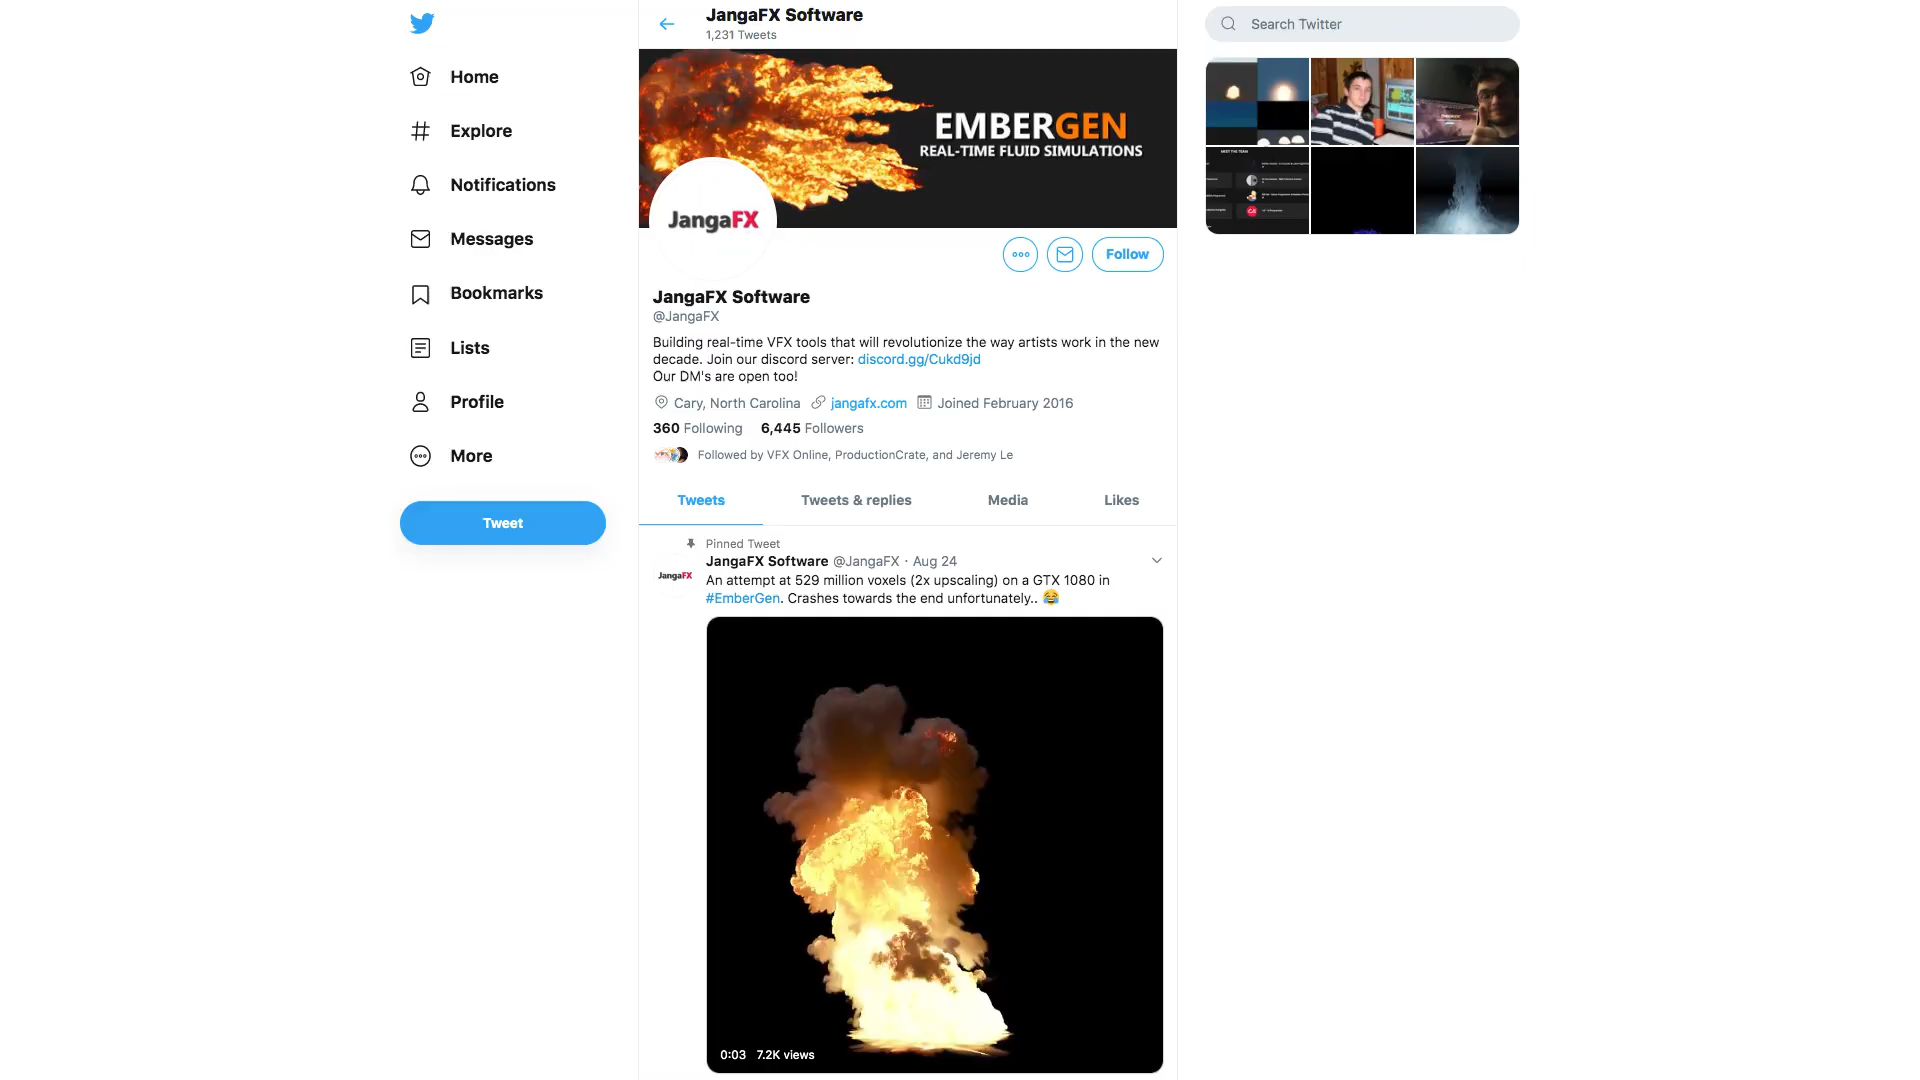 Home
Explore
Notifications
Messages
Bookmarks
Lists
Profile
More
Tweet
JangaFX Software
1,231 Tweets
EMBERGEN
REAL-TIME FLUID SIMULATIONS
JangaFX
Follow
JangaFX Software
@JangaFX
Building real-time VFX tools that will revolutionize the way artists work in the new
decade. Join our discord server: discord.gg/Cukd9jd
Our DM's are open too!
Cary, North Carolina jangafx.com Joined February 2016
360 Following 6,445 Followers
Followed by VFX Online, ProductionCrate, and Jeremy Le
Tweets Tweets & replies Media Likes
Pinned Tweet
JangaFX Software @JangaFX · Aug 24
JangaFX
An attempt at 529 million voxels (2x upscaling) on a GTX 1080 in
#EmberGen. Crashes towards the end unfortunately.. 😂
0:03 7.2K views
Search Twitter
MEET THE TEAM